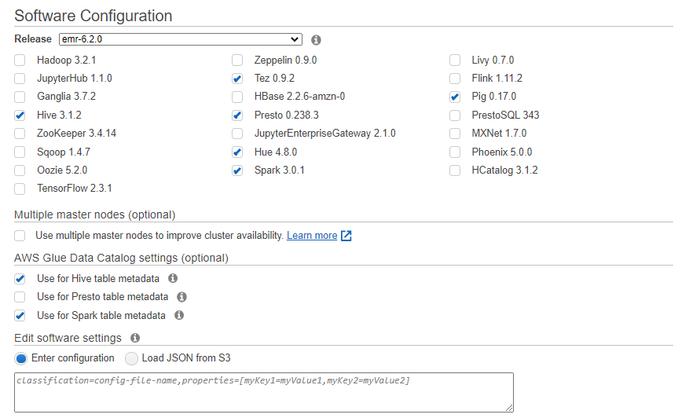 Software Configuration
Release emr-6.2.0
Hadoop 3.2.1 Zeppelin 0.9.0 Livy 0.7.0
JupyterHub 1.1.0 Tez 0.9.2 Flink 1.11.2
Ganglia 3.7.2 HBase 2.2.6-amzn-0 Pig 0.17.0
Hive 3.1.2 Presto 0.238.3 PrestoSQL 343
ZooKeeper 3.4.14 JupyterEnterpriseGateway 2.1.0 MXNet 1.7.0
Sqoop 1.4.7 Hue 4.8.0 Phoenix 5.0.0
Oozie 5.2.0 Spark 3.0.1 HCatalog 3.1.2
TensorFlow 2.3.1
Multiple master nodes (optional)
Use multiple master nodes to improve cluster availability. Learn more
AWS Glue Data Catalog settings (optional)
Use for Hive table metadata
Use for Presto table metadata
Use for Spark table metadata
Edit software settings
Enter configuration Load JSON from S3
classification=config-file-name,properties=[myKey1=myValue1,myKey2=myValue2]